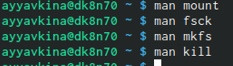 ayyavkina@dk8n70 ~ $ man mount
ayyavkina@dk8n70 ~ $ man fsck
ayyavkina@dk8n70 ~ $ man mkfs
ayyavkina@dk8n70 ~ $ man kill